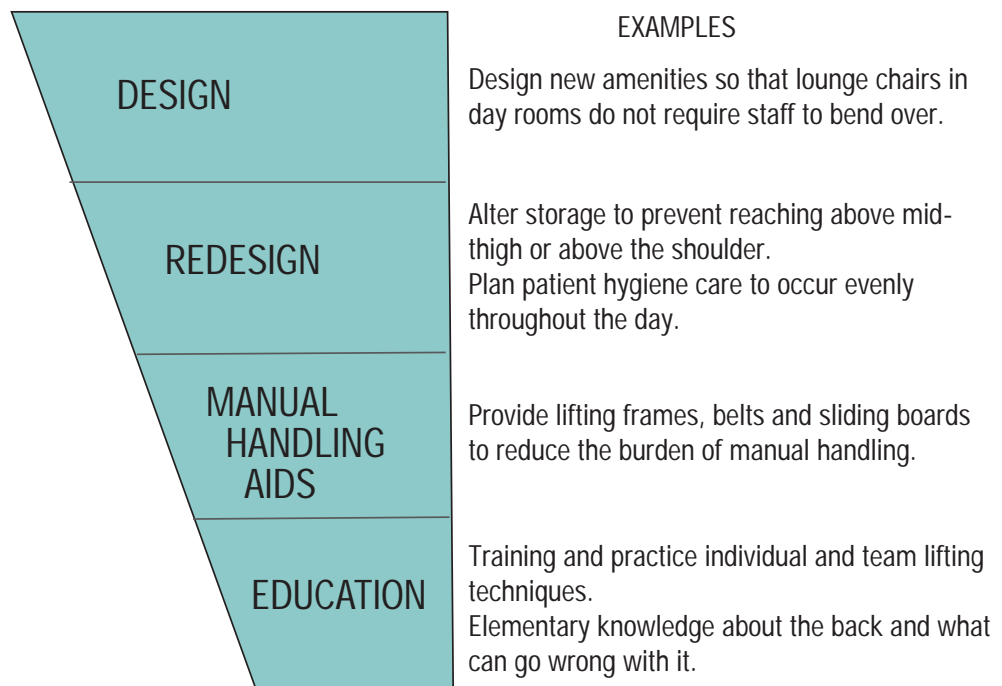 EXAMPLES
DESIGN
Design new amenities so that lounge chairs in
day rooms do not require staff to bend over.
REDESIGN
Alter storage to prevent reaching above mid-
thigh or above the shoulder.
Plan patient hygiene care to occur evenly
throughout the day.
MANUAL
HANDLING
AIDS
Provide lifting frames, belts and sliding boards
to reduce the burden of manual handling.
EDUCATION
Training and practice individual and team lifting
techniques.
Elementary knowledge about the back and what
can go wrong with it.